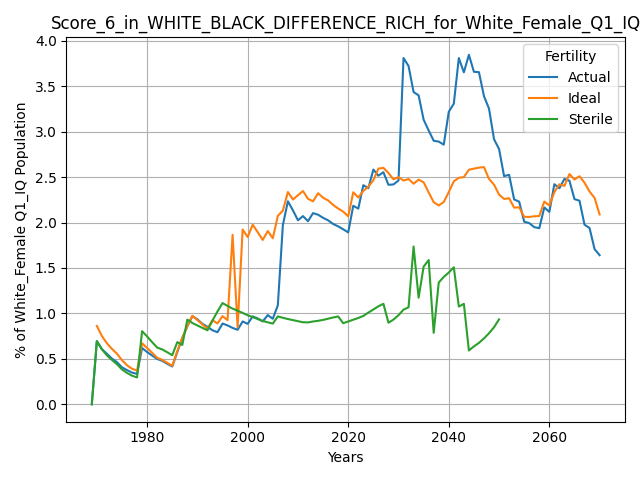 Score_6_in_WHITE_BLACK_DIFFERENCE_RICH_for_White_Female_Q1_IQ
Fertility
Actual
Ideal
Sterile
% of White_Female Q1_IQ Population
4.0
3.5
3.0
2.5
2.0
1.5
1.0
0.5
0.0
1980 2000 2020 2040 2060
Years